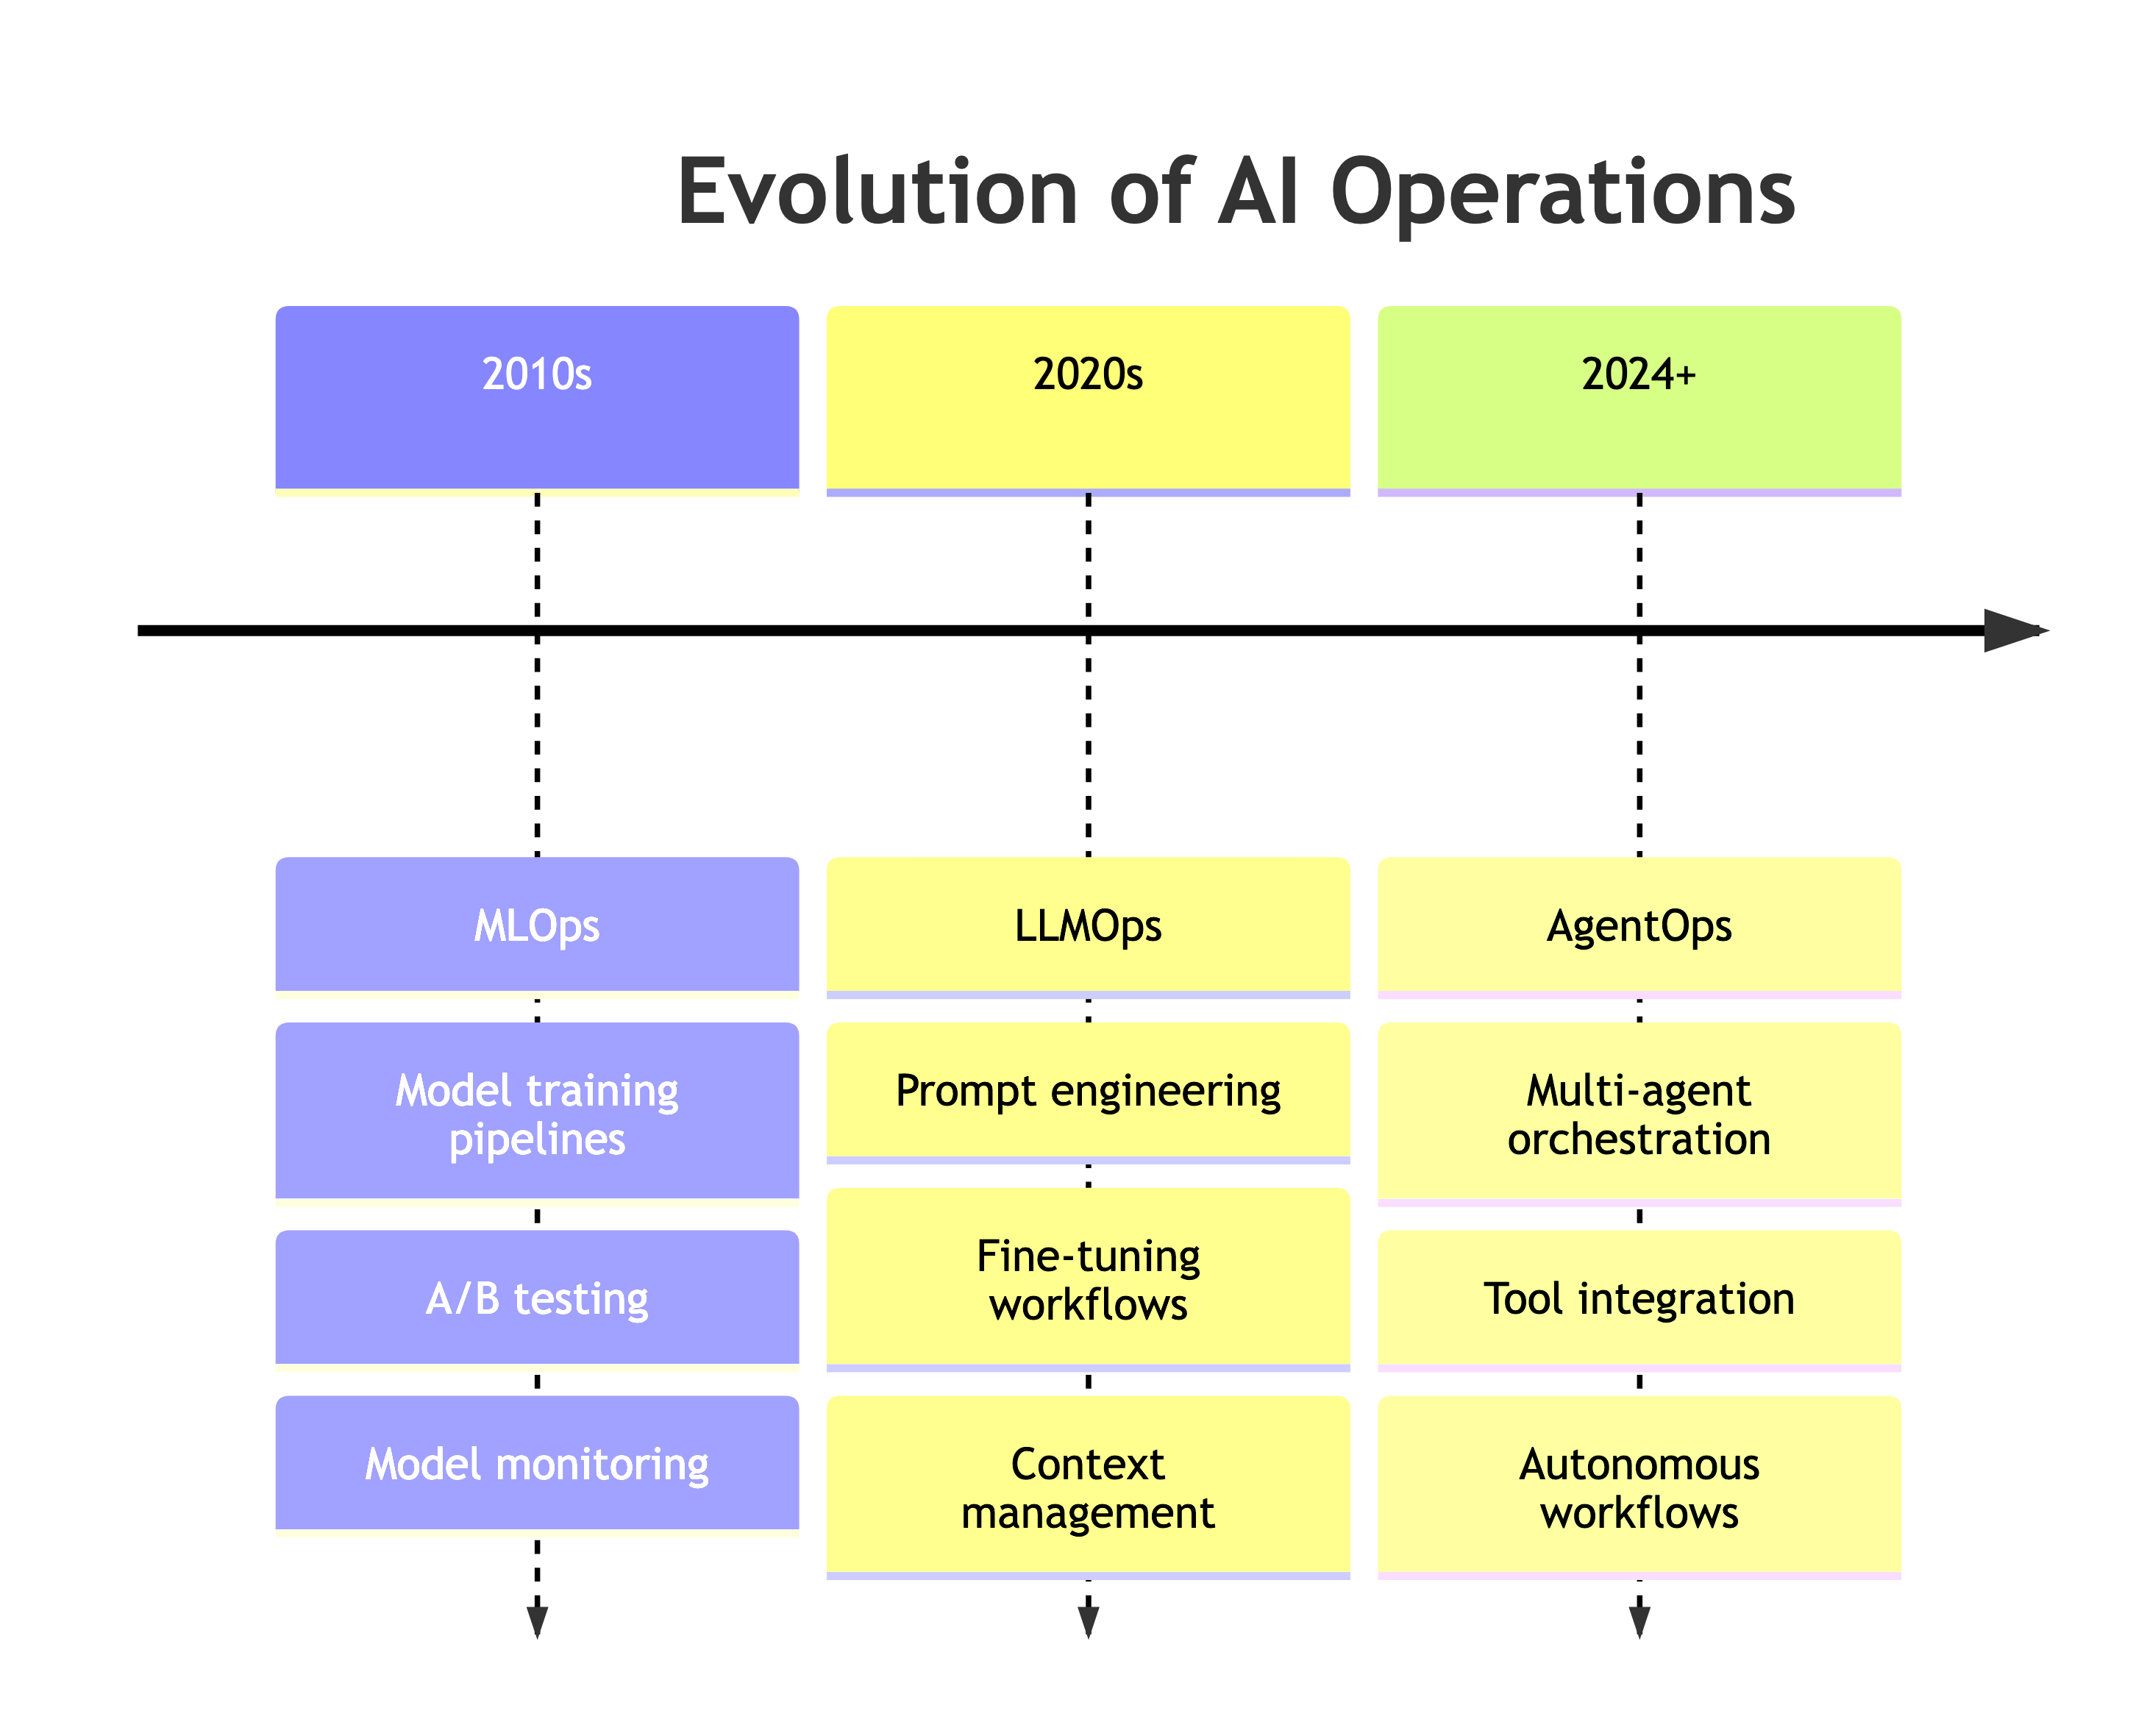 Evolution of AI Operations
2010s
2020s
2024+
MLOps
Model training
pipelines
A/B testing
Model monitoring
LLMOps
Prompt engineering
Fine-tuning
workflows
Context
management
AgentOps
Multi-agent
orchestration
Tool integration
Autonomous
workflows